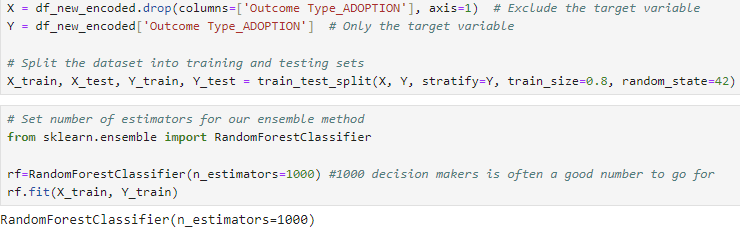 X = df_new_encoded.drop(columns=['Outcome Type_ADOPTION'], axis=1)  # Exclude the target variable
Y = df_new_encoded['Outcome Type_ADOPTION']  # Only the target variable

# Split the dataset into training and testing sets
X_train, X_test, Y_train, Y_test = train_test_split(X, Y, stratify=Y, train_size=0.8, random_state=42)

# Set number of estimators for our ensemble method
from sklearn.ensemble import RandomForestClassifier

rf=RandomForestClassifier(n_estimators=1000) #1000 decision makers is often a good number to go for
rf.fit(X_train, Y_train)

RandomForestClassifier(n_estimators=1000)